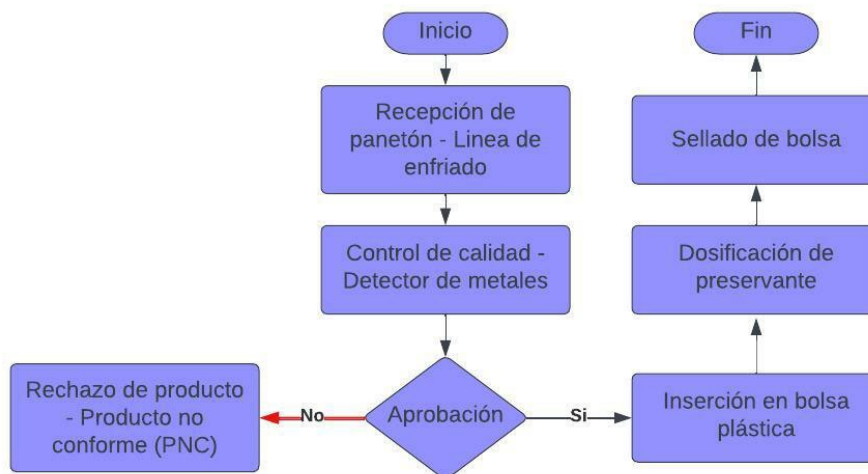 Inicio
Recepción de
panetón - Linea de
enfriado
Control de calidad -
Detector de metales
Aprobación
No
Rechazo de producto
- Producto no
conforme (PNC)
Si
Inserción en bolsa
plástica
Dosificación de
preservante
Sellado de bolsa
Fin